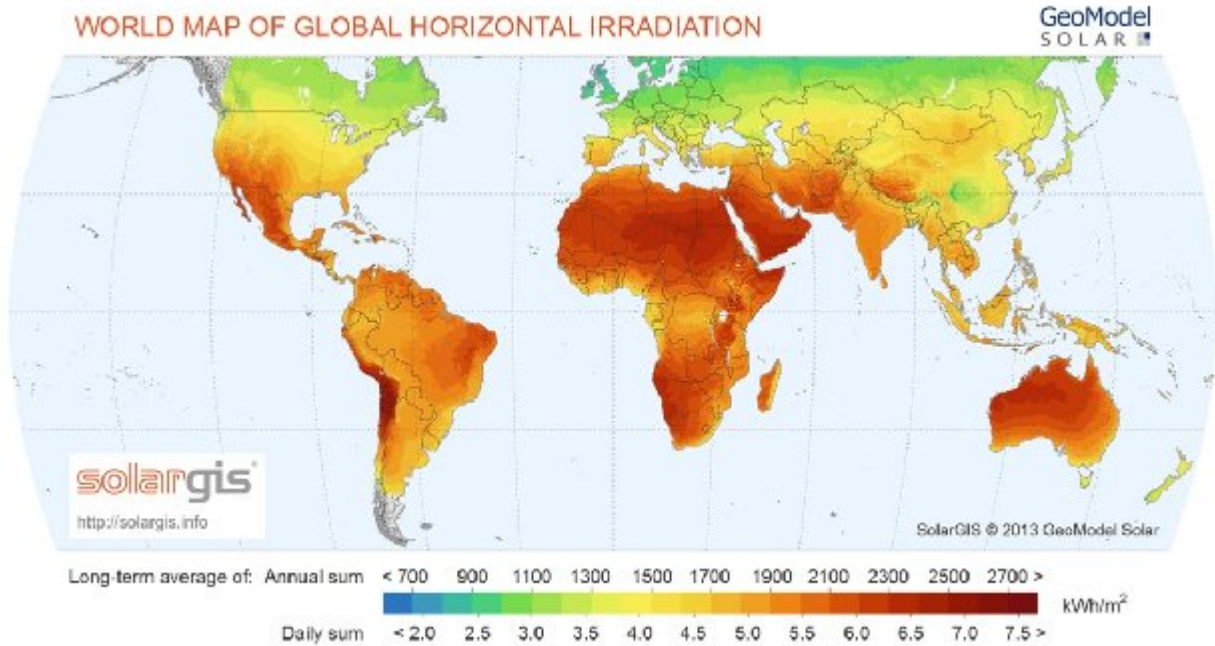 WORLD MAP OF GLOBAL HORIZONTAL IRRADIATION
GeoModel
SOLAR
solargis
http://solargis.info
SolarGIS © 2013 GeoModel Solar
Long-term average of: Annual sum < 700 900 1100 1300 1500 1700 1900 2100 2300 2500 2700 >
kWh/m²
Daily sum < 2.0 2.5 3.0 3.5 4.0 4.5 5.0 5.5 6.0 6.5 7.0 7.5 >